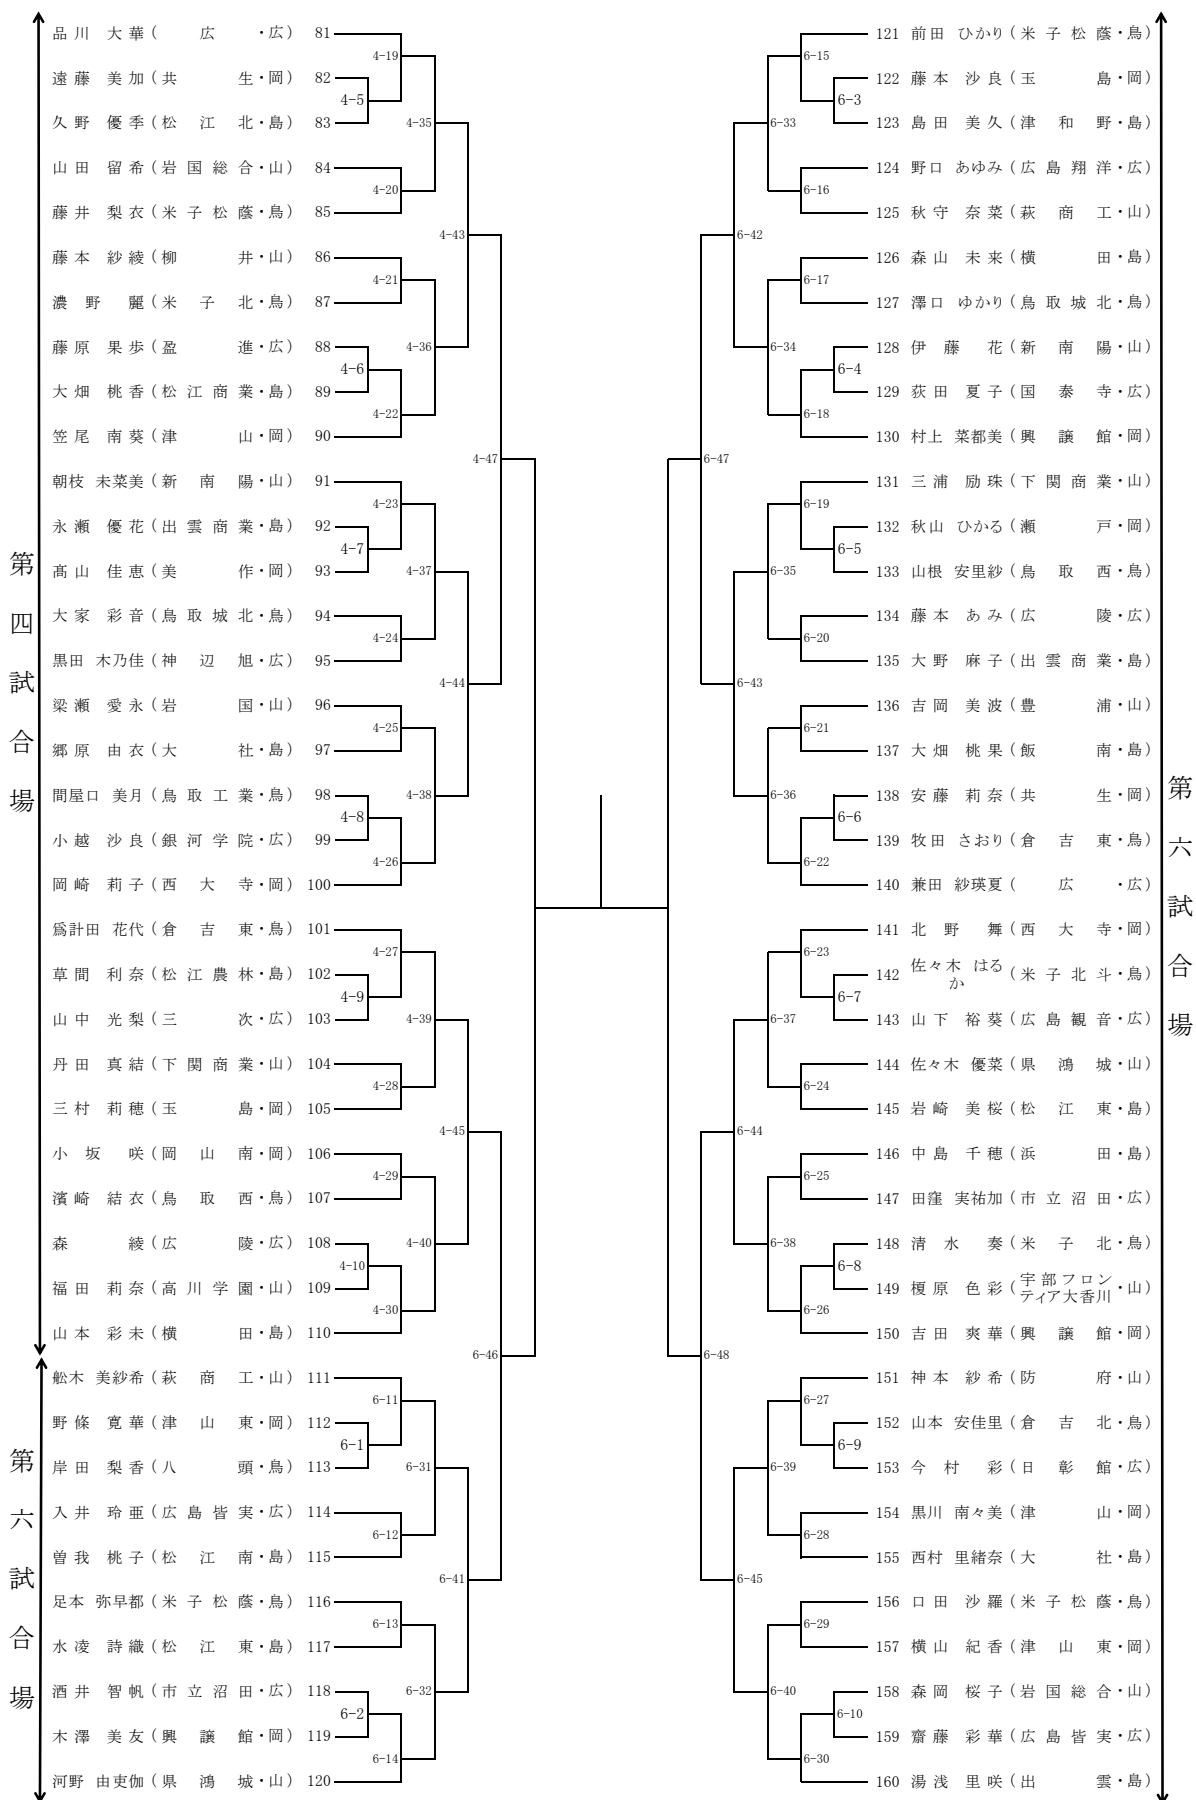 第四試合場
品川 大華 ( 広 ・広) 81
遠藤 美加 (共生・岡) 82
久野 優季 (松江北・島) 83
山田 留希 (岩国総合・山) 84
藤井 梨衣 (米子松蔭・鳥) 85
藤本 紗綾 (柳井・山) 86
濃野 麗 (米子北・鳥) 87
藤原 果歩 (盈進・広) 88
大畑 桃香 (松江商業・島) 89
笠尾 南葵 (津山・岡) 90
朝枝 未菜美 (新南陽・山) 91
永瀬 優花 (出雲商業・島) 92
髙山 佳恵 (美作・岡) 93
大家 彩音 (鳥取城北・鳥) 94
黒田 木乃佳 (神辺旭・広) 95
梁瀬 愛永 (岩国・山) 96
郷原 由衣 (大社・島) 97
間屋口 美月 (鳥取工業・鳥) 98
小越 沙良 (銀河学院・広) 99
岡崎 莉子 (西大寺・岡) 100
爲計田 花代 (倉吉東・鳥) 101
草間 利奈 (松江農林・島) 102
山中 光梨 (三次・広) 103
丹田 真結 (下関商業・山) 104
三村 莉穂 (玉島・岡) 105
小坂 咲 (岡山南・岡) 106
濱崎 結衣 (鳥取西・鳥) 107
森 綾 (広陵・広) 108
福田 莉奈 (高川学園・山) 109
山本 彩未 (横田・島) 110
第六試合場
舩木 美紗希 (萩商工・山) 111
野條 寛華 (津山東・岡) 112
岸田 梨香 (八頭・鳥) 113
入井 玲亜 (広島皆実・広) 114
曽我 桃子 (松江南・島) 115
足本 弥早都 (米子松蔭・鳥) 116
水凌 詩織 (松江東・島) 117
酒井 智帆 (市立沼田・広) 118
木澤 美友 (興譲館・岡) 119
河野 由吏伽 (県鴻城・山) 120
4-5
4-6
4-7
4-8
4-9
4-10
6-1
6-2
4-19
4-20
4-21
4-22
4-23
4-24
4-25
4-26
4-27
4-28
4-29
4-30
6-11
6-12
6-13
6-14
4-35
4-36
4-37
4-38
4-39
4-40
6-31
6-32
4-43
4-44
4-45
6-41
4-47
6-46
6-47
6-48
6-42
6-43
6-44
6-45
6-33
6-34
6-35
6-36
6-37
6-38
6-39
6-40
6-15
6-16
6-17
6-18
6-19
6-20
6-21
6-22
6-23
6-24
6-25
6-26
6-27
6-28
6-29
6-30
6-3
6-4
6-5
6-6
6-7
6-8
6-9
6-10
121 前田 ひかり (米子松蔭・鳥)
122 藤本 沙良 (玉島・岡)
123 島田 美久 (津和野・島)
124 野口 あゆみ (広島翔洋・広)
125 秋守 奈菜 (萩商工・山)
126 森山 未来 (横田・島)
127 澤口 ゆかり (鳥取城北・鳥)
128 伊藤 花 (新南陽・山)
129 荻田 夏子 (国泰寺・広)
130 村上 菜都美 (興譲館・岡)
131 三浦 励珠 (下関商業・山)
132 秋山 ひかる (瀬戸・岡)
133 山根 安里紗 (鳥取西・鳥)
134 藤本 あみ (広陵・広)
135 大野 麻子 (出雲商業・島)
136 吉岡 美波 (豊浦・山)
137 大畑 桃果 (飯南・島)
138 安藤 莉奈 (共生・岡)
139 牧田 さおり (倉吉東・鳥)
140 兼田 紗瑛夏 ( 広 ・広)
141 北野 舞 (西大寺・岡)
142 佐々木 はる
か (米子北斗・鳥)
143 山下 裕葵 (広島観音・広)
144 佐々木 優菜 (県鴻城・山)
145 岩崎 美桜 (松江東・島)
146 中島 千穂 (浜田・島)
147 田窪 実祐加 (市立沼田・広)
148 清水 奏 (米子北・鳥)
149 榎原 色彩 (宇部フロン
ティア大香川・山)
150 吉田 爽華 (興譲館・岡)
151 神本 紗希 (防府・山)
152 山本 安佳里 (倉吉北・鳥)
153 今村 彩 (日彰館・広)
154 黒川 南々美 (津山・岡)
155 西村 里緒奈 (大社・島)
156 口田 沙羅 (米子松蔭・鳥)
157 横山 紀香 (津山東・岡)
158 森岡 桜子 (岩国総合・山)
159 齋藤 彩華 (広島皆実・広)
160 湯浅 里咲 (出雲・島)
第六試合場